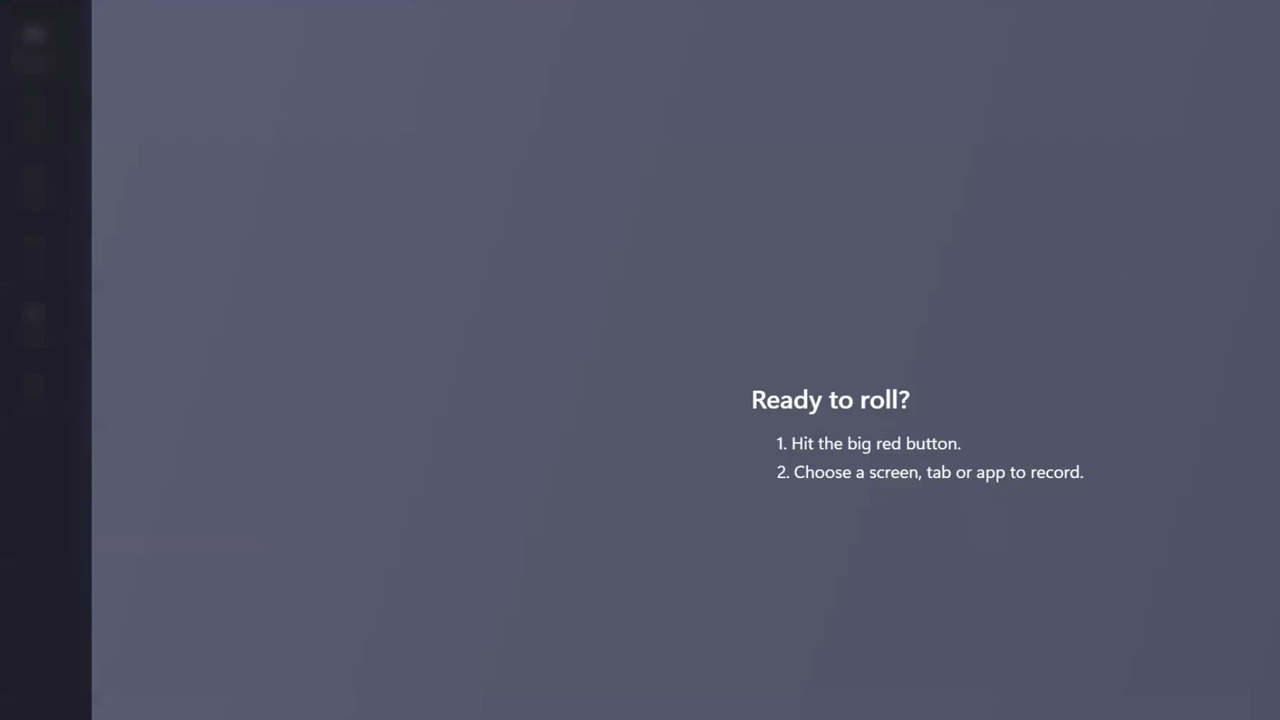 Ready to roll?
1. Hit the big red button.
2. Choose a screen, tab or app to record.